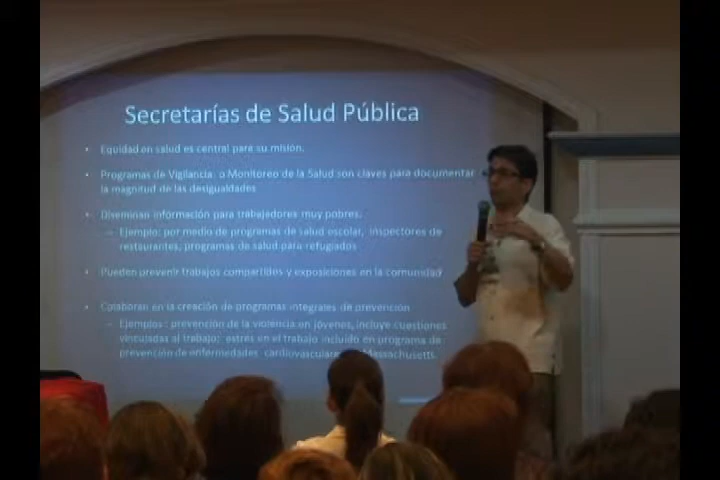 Secretarías de Salud Pública
• Equidad en salud es central para su misión.
• Programas de Vigilancia o Monitoreo de la Salud son claves para documentar
la magnitud de las desigualdades
• Diseminan información para trabajadores muy pobres.
– Ejemplo: por medio de programas de salud escolar, inspectores de
restaurantes, programas de salud para refugiados
• Pueden prevenir trabajos compartidos y exposiciones en la comunidad
• Colaboran en la creación de programas integrales de prevención
– Ejemplos: prevención de la violencia en jóvenes, incluye cuestiones
vinculadas al trabajo; estrés en el trabajo incluido en programa de
prevención de enfermedades Massachusetts.